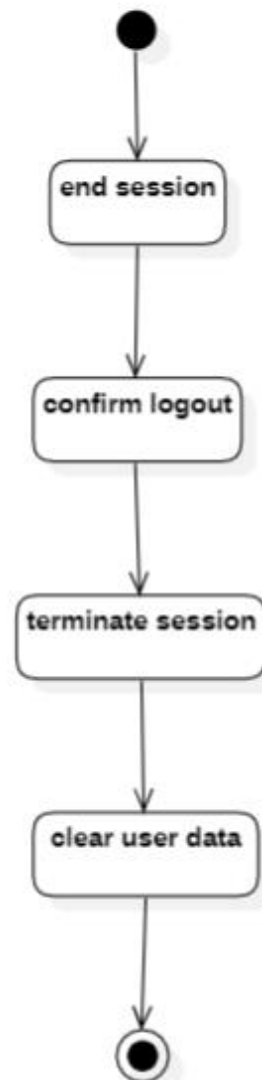 end session
confirm logout
terminate session
clear user data